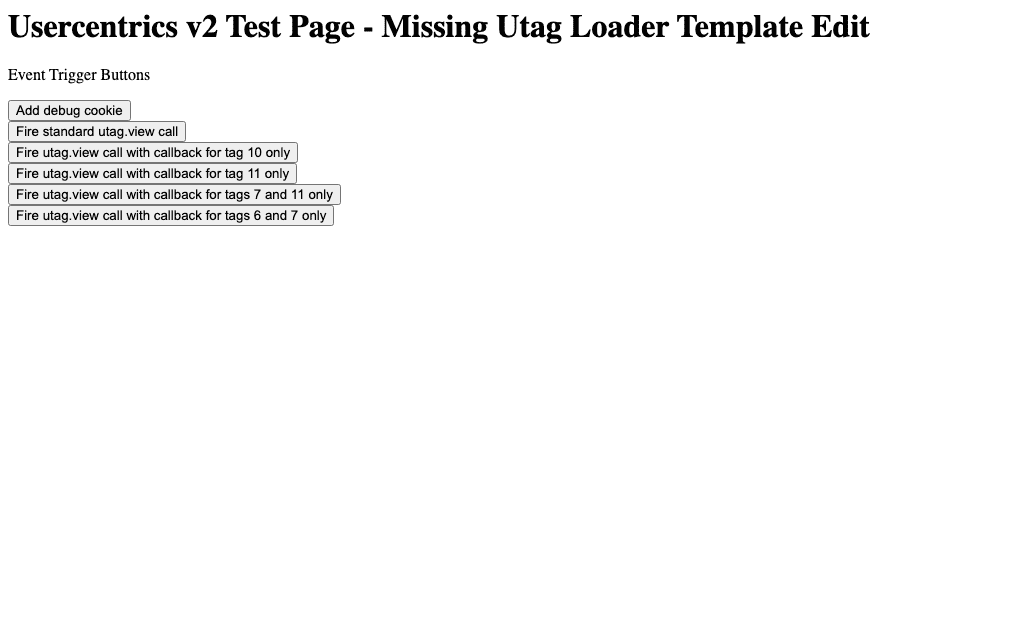 Usercentrics v2 Test Page - Missing Utag Loader Template Edit
Event Trigger Buttons
Add debug cookie
Fire standard utag.view call
Fire utag.view call with callback for tag 10 only
Fire utag.view call with callback for tag 11 only
Fire utag.view call with callback for tags 7 and 11 only
Fire utag.view call with callback for tags 6 and 7 only